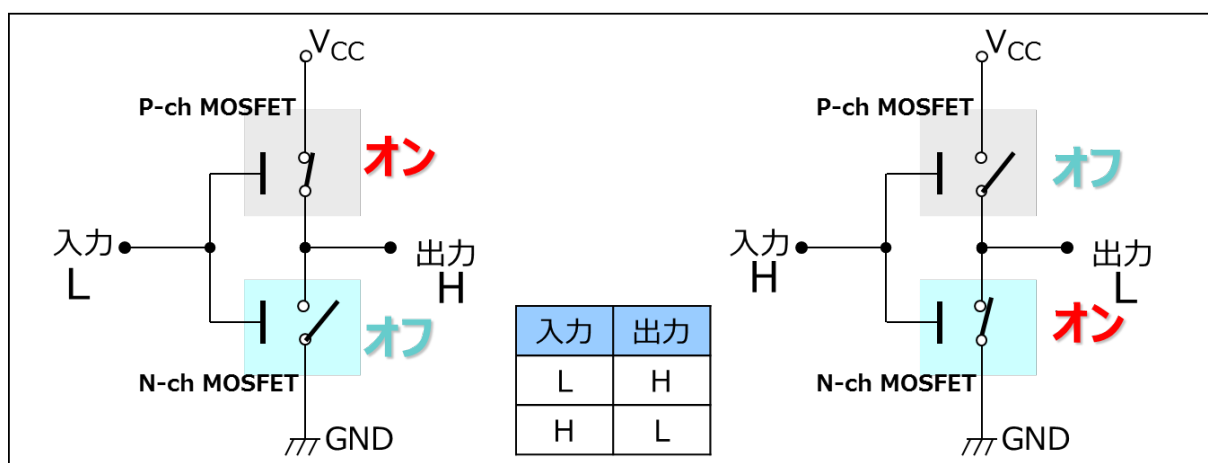 VCC
P-ch MOSFET
オン
入力
L
出力
H
オフ
N-ch MOSFET
GND
入力 出力
L H
H L
VCC
P-ch MOSFET
オフ
入力
H
出力
L
オン
N-ch MOSFET
GND